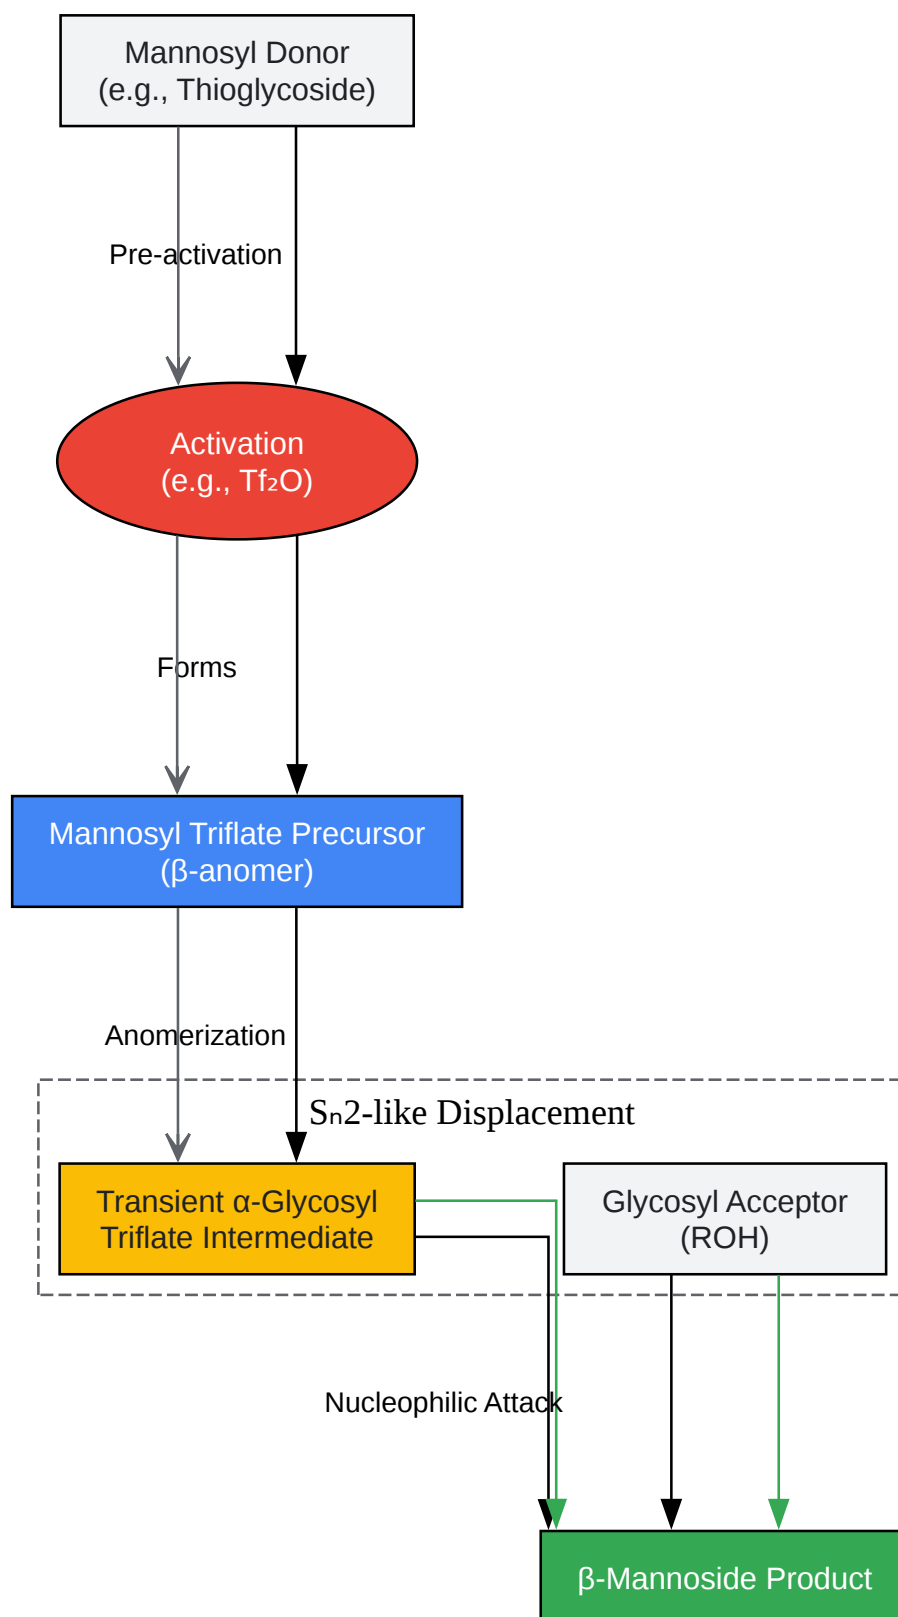 Mannosyl Donor
(e.g., Thioglycoside)
Pre-activation
Activation
(e.g., Tf₂O)
Forms
Mannosyl Triflate Precursor
(β-anomer)
Anomerization
Sₙ2-like Displacement
Transient α-Glycosyl
Triflate Intermediate
Glycosyl Acceptor
(ROH)
Nucleophilic Attack
β-Mannoside Product